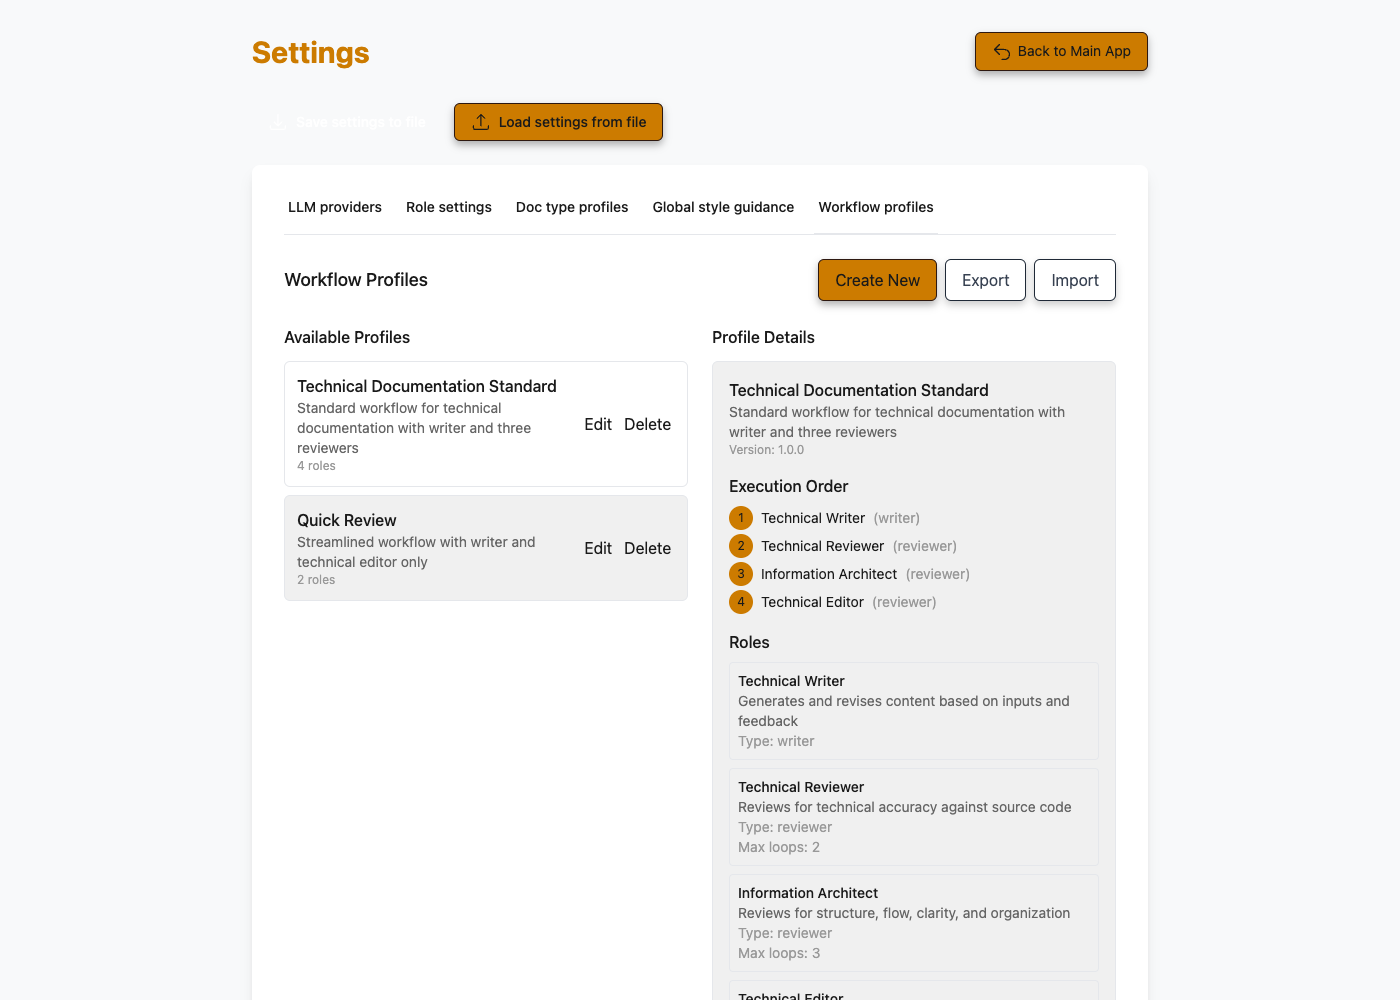 Settings
Back to Main App
Save settings to file
Load settings from file
LLM providers
Role settings
Doc type profiles
Global style guidance
Workflow profiles
Workflow Profiles
Create New
Export
Import
Available Profiles
Technical Documentation Standard
Standard workflow for technical
documentation with writer and three
reviewers
4 roles
Edit
Delete
Quick Review
Streamlined workflow with writer and
technical editor only
2 roles
Edit
Delete
Profile Details
Technical Documentation Standard
Standard workflow for technical documentation with
writer and three reviewers
Version: 1.0.0
Execution Order
1 Technical Writer (writer)
2 Technical Reviewer (reviewer)
3 Information Architect (reviewer)
4 Technical Editor (reviewer)
Roles
Technical Writer
Generates and revises content based on inputs and
feedback
Type: writer
Technical Reviewer
Reviews for technical accuracy against source code
Type: reviewer
Max loops: 2
Information Architect
Reviews for structure, flow, clarity, and organization
Type: reviewer
Max loops: 3
Technical Editor